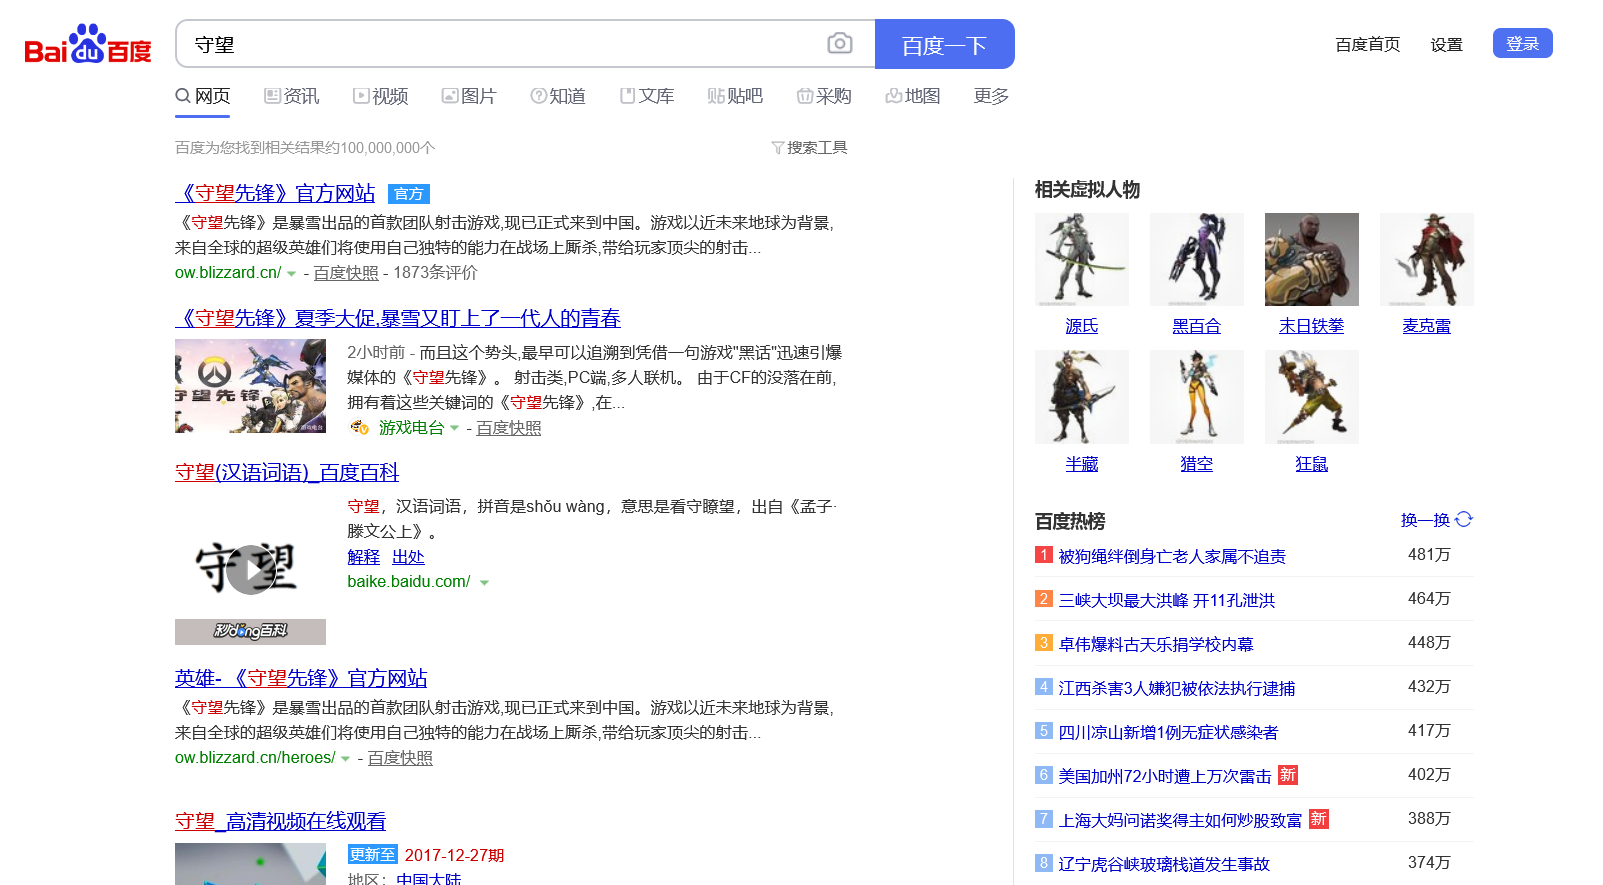 Bai du 百度
守望
百度一下
百度首页
设置
登录
网页
资讯
视频
图片
知道
文库
贴吧
采购
地图
更多
百度为您找到相关结果约100,000,000个
搜索工具
《守望先锋》官方网站 官方
《守望先锋》是暴雪出品的首款团队射击游戏,现已正式来到中国。游戏以近未来地球为背景,
来自全球的超级英雄们将使用自己独特的能力在战场上厮杀,带给玩家顶尖的射击...
ow.blizzard.cn/ - 百度快照 - 1873条评价
《守望先锋》夏季大促,暴雪又盯上了一代人的青春
守望先锋
2小时前 - 而且这个势头,最早可以追溯到凭借一句游戏"黑话"迅速引爆
媒体的《守望先锋》。 射击类,PC端,多人联机。 由于CF的没落在前,
拥有着这些关键词的《守望先锋》,在...
游戏电台 - 百度快照
守望(汉语词语)_百度百科
守望
秒dǒng百科
守望，汉语词语，拼音是shǒu wàng，意思是看守瞭望，出自《孟子·
滕文公上》。
解释 出处
baike.baidu.com/
英雄- 《守望先锋》官方网站
《守望先锋》是暴雪出品的首款团队射击游戏,现已正式来到中国。游戏以近未来地球为背景,
来自全球的超级英雄们将使用自己独特的能力在战场上厮杀,带给玩家顶尖的射击...
ow.blizzard.cn/heroes/ - 百度快照
守望_高清视频在线观看
更新至 2017-12-27期
地区： 中国大陆
相关虚拟人物
源氏
黑百合
末日铁拳
麦克雷
半藏
猎空
狂鼠
百度热榜
换一换
1 被狗绳绊倒身亡老人家属不追责 481万
2 三峡大坝最大洪峰 开11孔泄洪 464万
3 卓伟爆料古天乐捐学校内幕 448万
4 江西杀害3人嫌犯被依法执行逮捕 432万
5 四川凉山新增1例无症状感染者 417万
6 美国加州72小时遭上万次雷击 新 402万
7 上海大妈问诺奖得主如何炒股致富 新 388万
8 辽宁虎谷峡玻璃栈道发生事故 374万